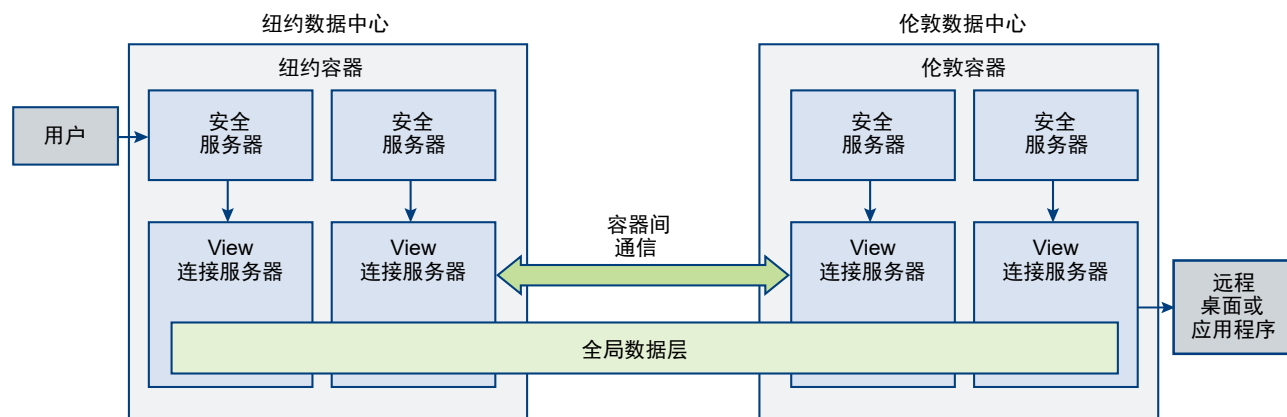 纽约数据中心
伦敦数据中心
纽约容器
伦敦容器
用户
安全
服务器
安全
服务器
安全
服务器
安全
服务器
View
连接服务器
View
连接服务器
容器间
通信
View
连接服务器
View
连接服务器
远程
桌面或
应用程序
全局数据层